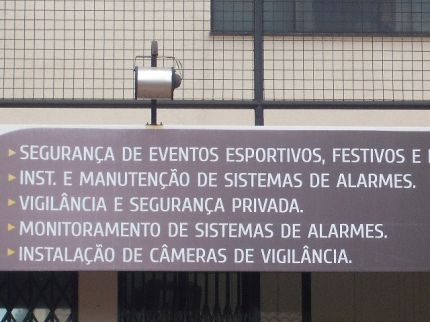 SEGURANÇA DE EVENTOS ESPORTIVOS, FESTIVOS E
INST. E MANUTENÇÃO DE SISTEMAS DE ALARMES.
VIGILÂNCIA E SEGURANÇA PRIVADA.
MONITORAMENTO DE SISTEMAS DE ALARMES.
INSTALAÇÃO DE CÂMERAS DE VIGILÂNCIA.